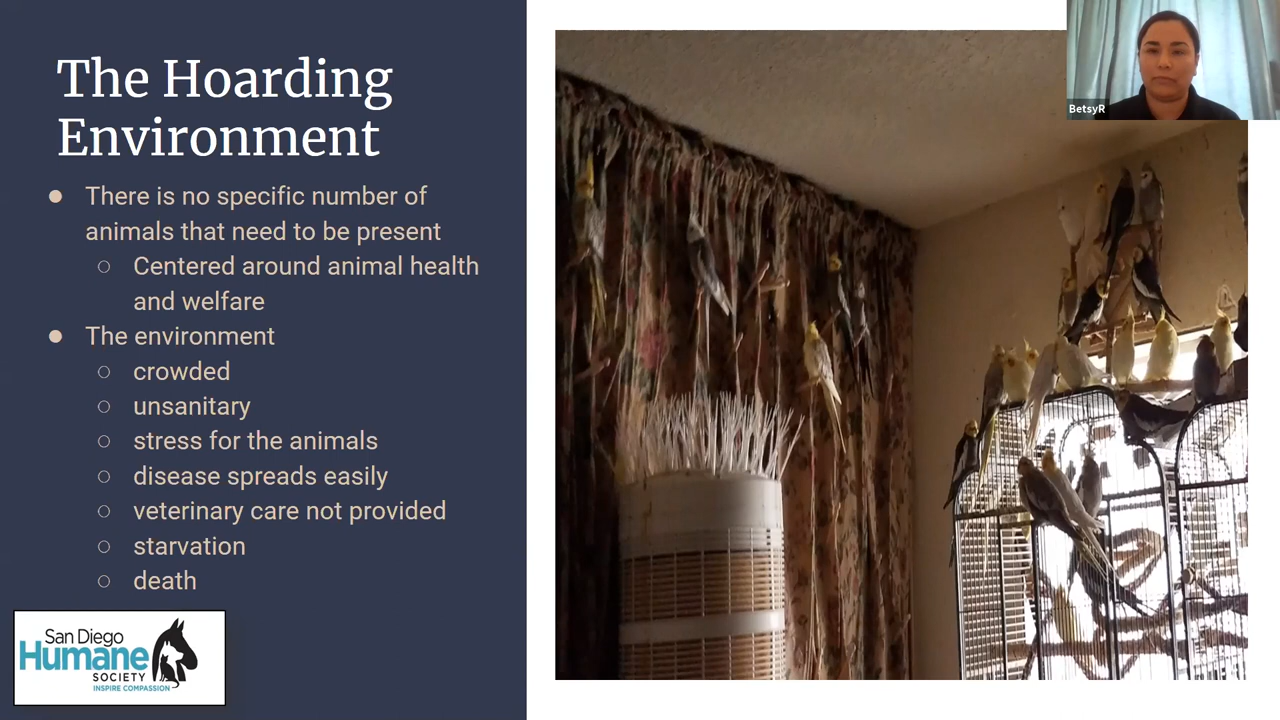 The Hoarding
Environment
There is no specific number of
animals that need to be present
Centered around animal health
and welfare
The environment
crowded
unsanitary
stress for the animals
disease spreads easily
veterinary care not provided
starvation
death
San Diego
Humane
SOCIETY
INSPIRE COMPASSION
BetsyR